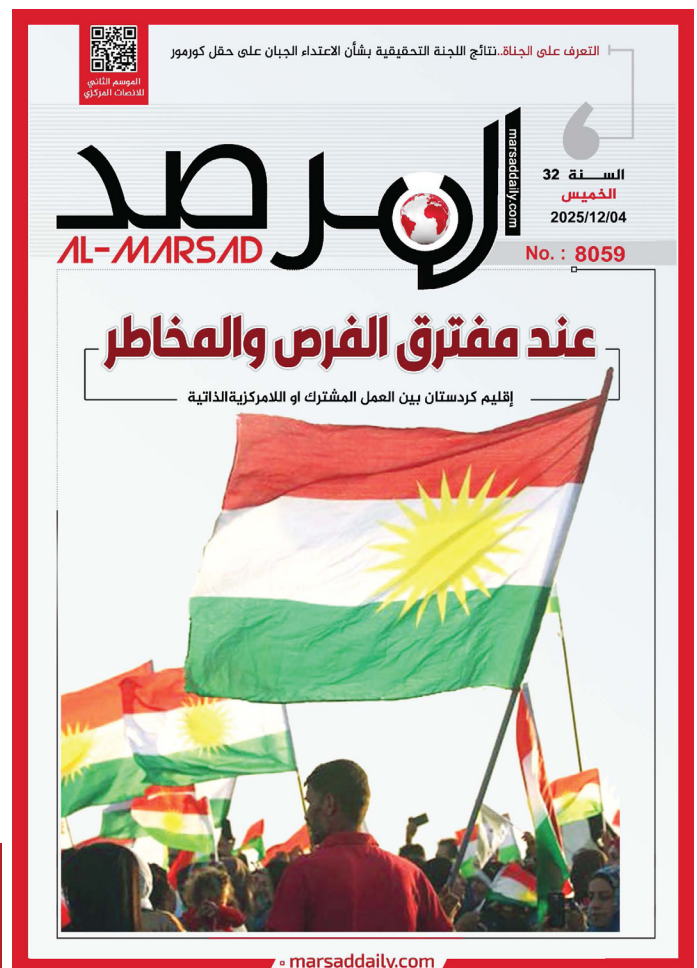 التعرف على الجناة..نتائج اللجنة التحقيقية بشأن الاعتداء الجبان على حقل كورمور
الموسم الثاني
للانصات المركزي
المرصد
marsaddaily.com
AL-MARSAD
السـنة 32
الخميس
2025/12/04
No. : 8059
عند مفترق الفرص والمخاطر
إقليم كردستان بين العمل المشترك او اللامركزيةالذاتية
marsaddaily.com